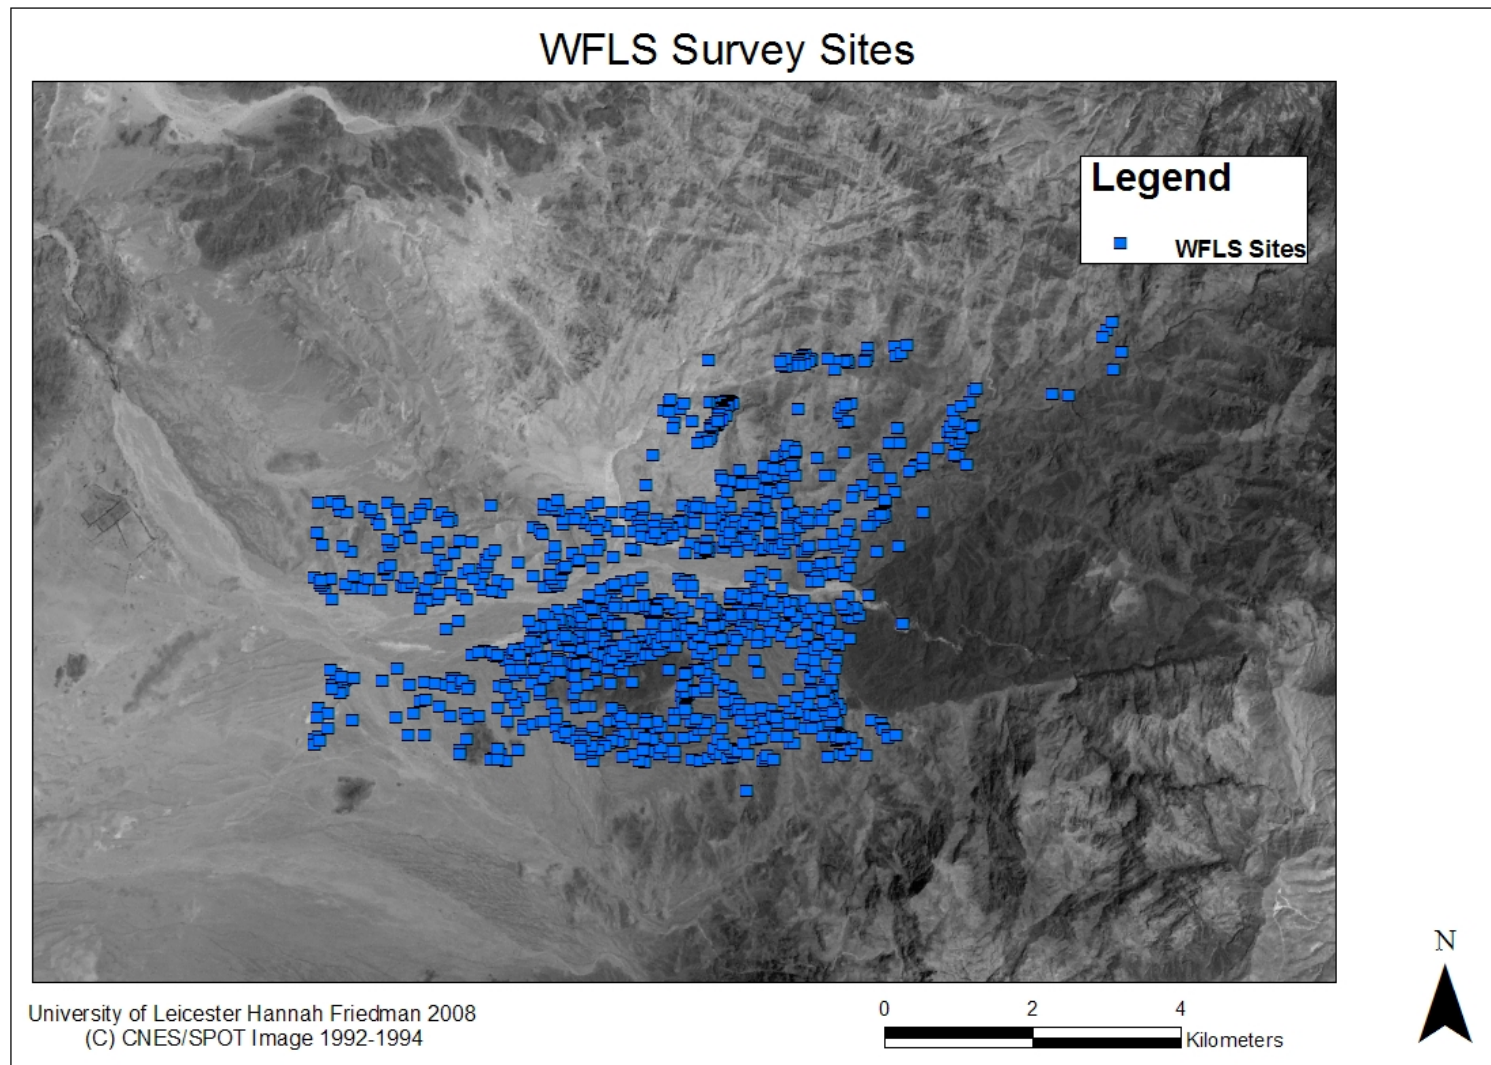 WFLS Survey Sites
Legend
WFLS Sites
N
University of Leicester Hannah Friedman 2008
(C) CNES/SPOT Image 1992-1994
0 2 4
Kilometers